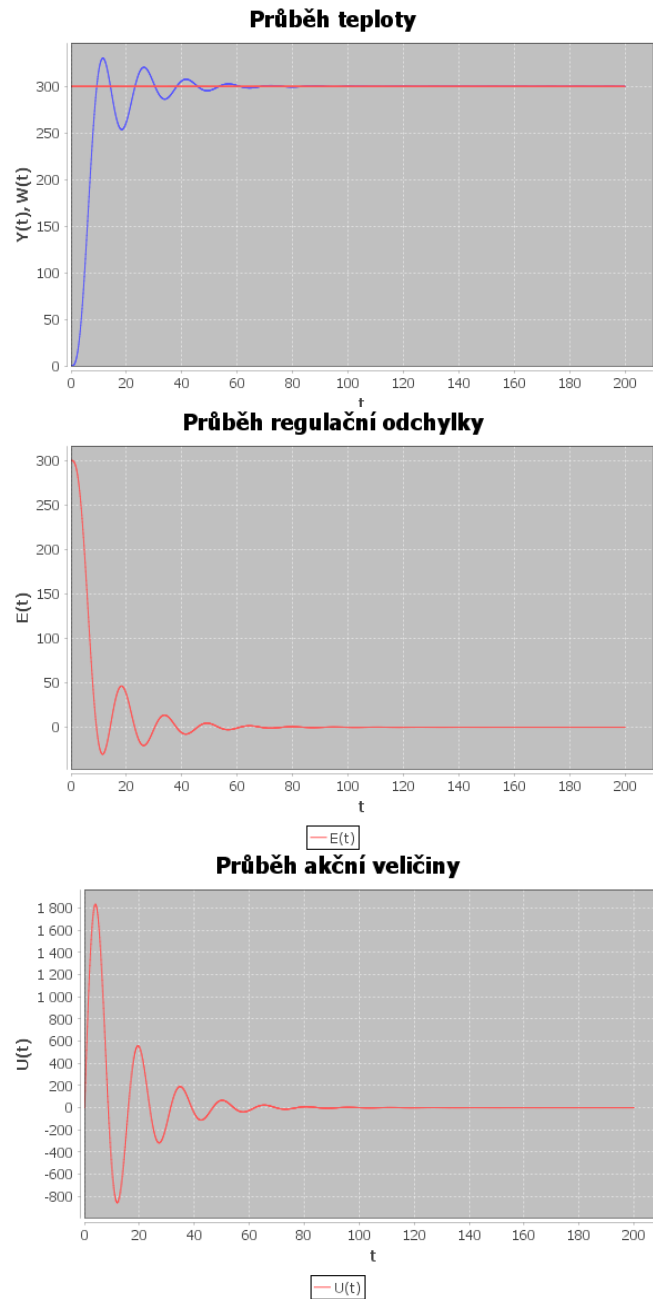 Průběh teploty
Y(t), W(t)
300
250
200
150
100
50
0
0 20 40 60 80 100 120 140 160 180 200
t
Průběh regulační odchylky
E(t)
300
250
200
150
100
50
0
0 20 40 60 80 100 120 140 160 180 200
t
E(t)
Průběh akční veličiny
U(t)
1 800
1 600
1 400
1 200
1 000
800
600
400
200
0
-200
-400
-600
-800
0 20 40 60 80 100 120 140 160 180 200
t
U(t)